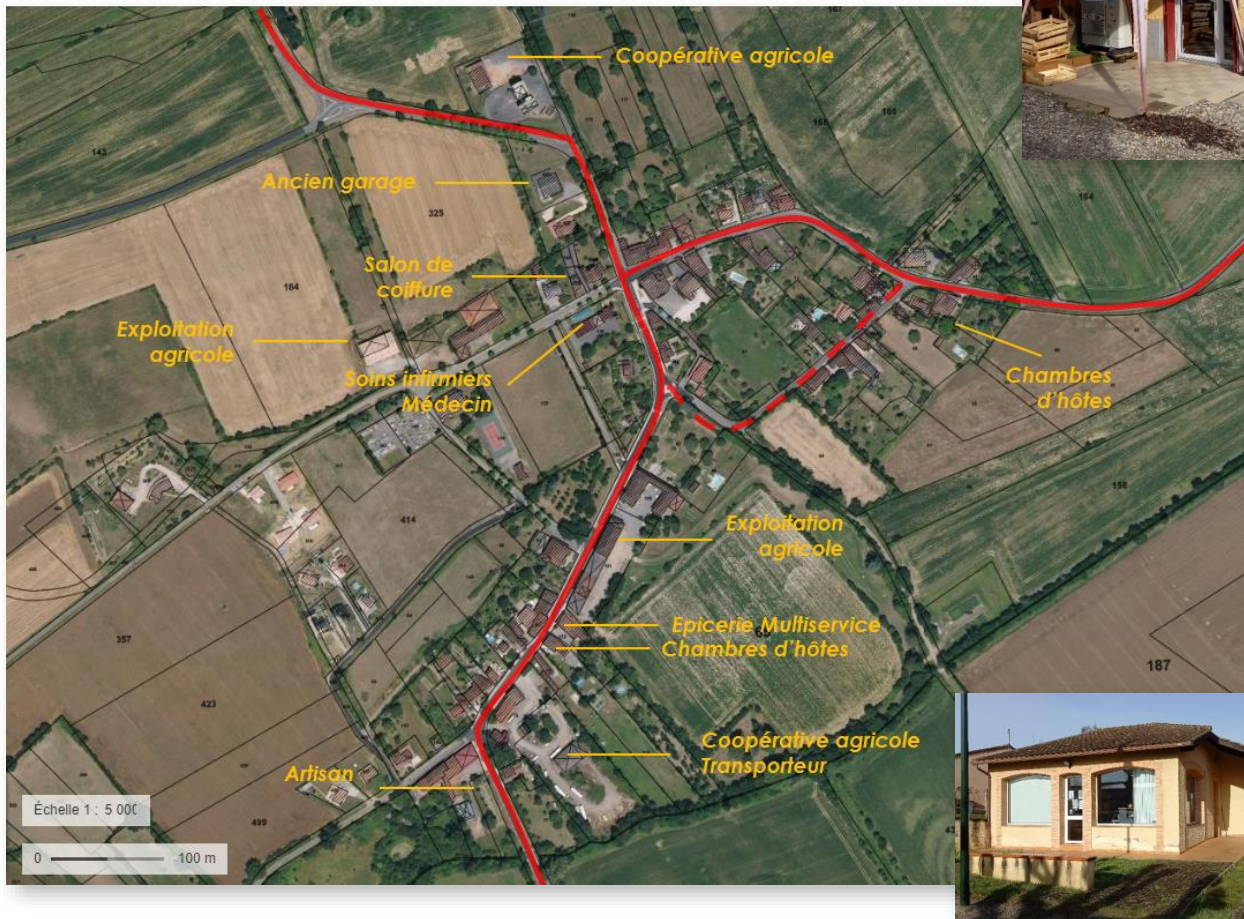 Coopérative agricole
143
Ancien garage
325
164
Salon de
coiffure
184
Exploitation
agricole
Soins infirmiers
Médecin
Chambres
d'hôtes
414
158
Exploitation
agricole
357
Epicerie Multiservice
Chambres d'hôtes
187
423
Coopérative agricole
Transporteur
Artisan
Échelle 1 : 5 000
499
0 100 m